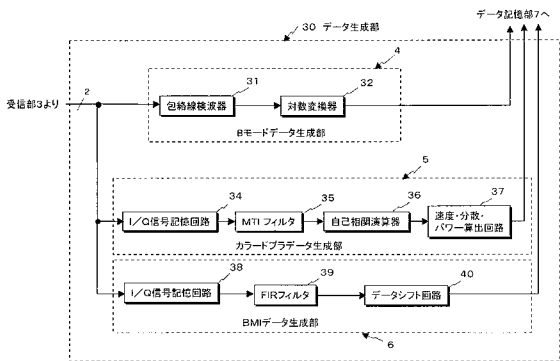 データ記憶部7へ
30 データ生成部
4
31
32
2
受信部3より
包絡線検波器
対数変換器
Bモードデータ生成部
5
34
35
36
37
I/Q信号記憶回路
MTIフィルタ
自己相関演算器
速度・分散・
パワー算出回路
カラードプラデータ生成部
38
39
40
I/Q信号記憶回路
FIRフィルタ
データシフト回路
BMIデータ生成部
6